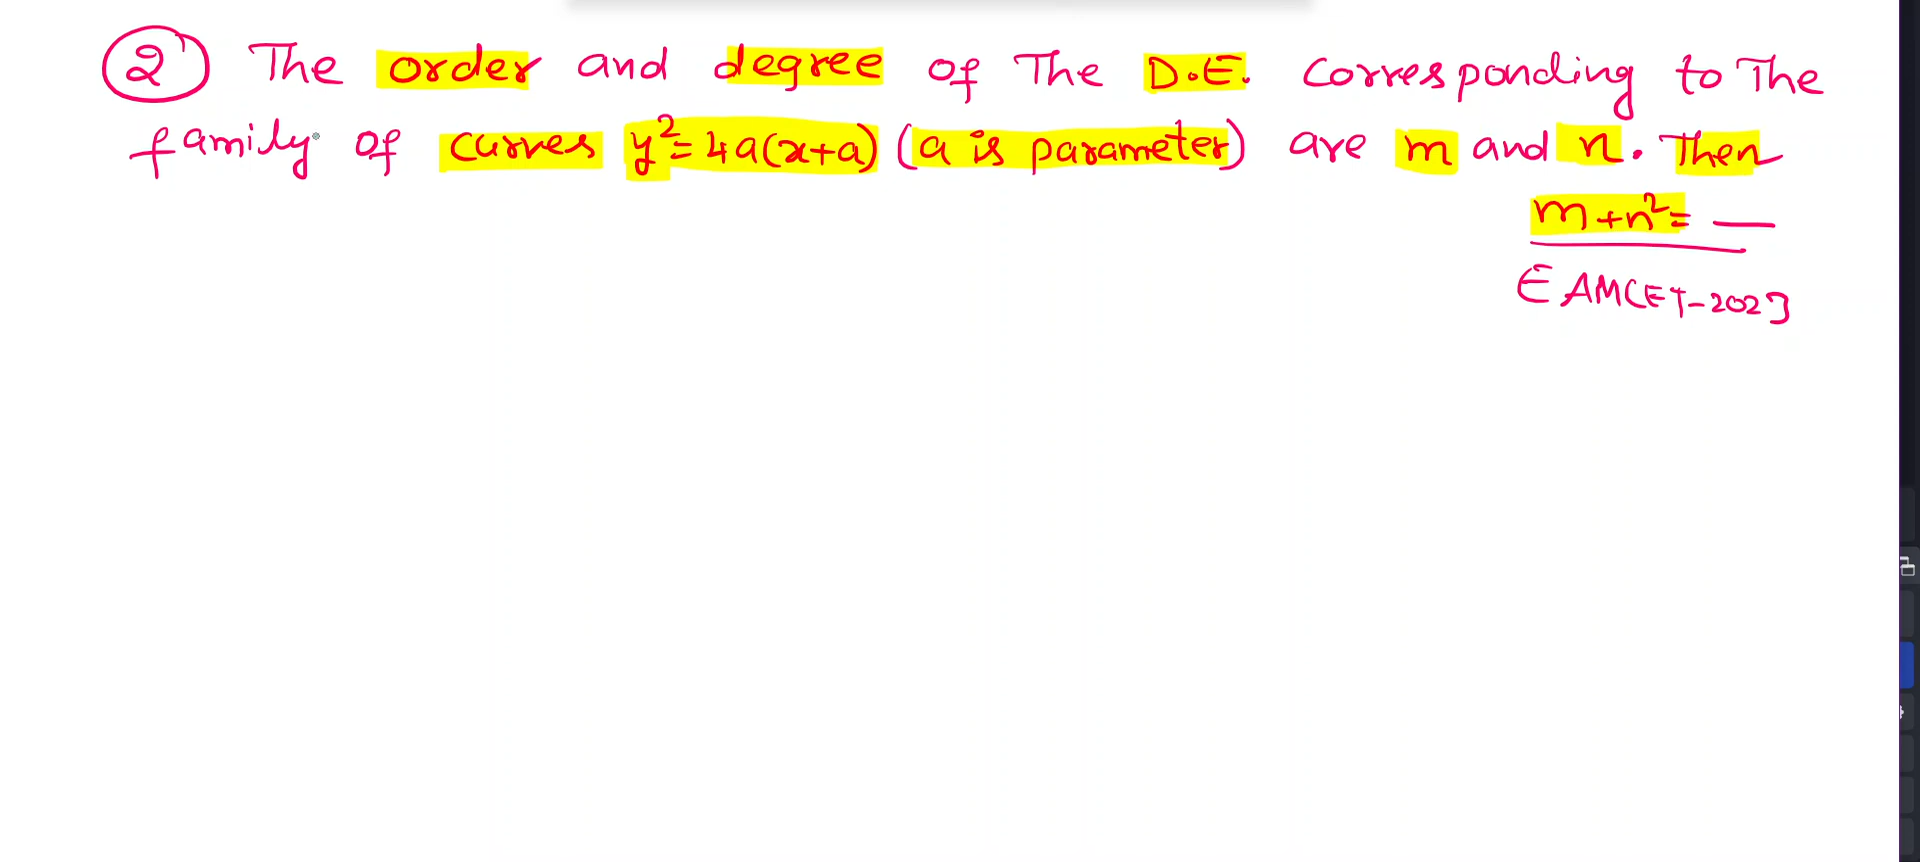 ② The order and degree of The D.E. corresponding to The
family of curves y²=4a(x+a) (a is parameter) are m and n. Then
m+n²= —
EAMCET-2023